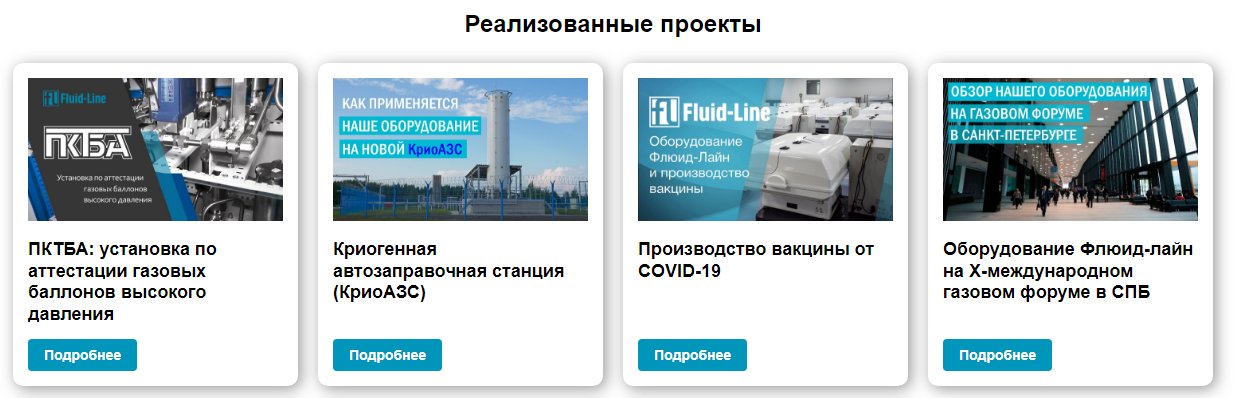 Реализованные проекты
Fluid-Line
ПКТБА
Установка по аттестации
газовых баллонов
высокого давления
ПКТБА: установка по
аттестации газовых
баллонов высокого
давления
Подробнее
КАК ПРИМЕНЯЕТСЯ
НАШЕ ОБОРУДОВАНИЕ
НА НОВОЙ КриоАЗС
Криогенная
автозаправочная станция
(КриоАЗС)
Подробнее
Fluid-Line
Оборудование
Флюид-Лайн
и производство
вакцины
Производство вакцины от
COVID-19
Подробнее
ОБЗОР НАШЕГО ОБОРУДОВАНИЯ
НА ГАЗОВОМ ФОРУМЕ
В САНКТ-ПЕТЕРБУРГЕ
Оборудование Флюид-лайн
на X-международном
газовом форуме в СПБ
Подробнее